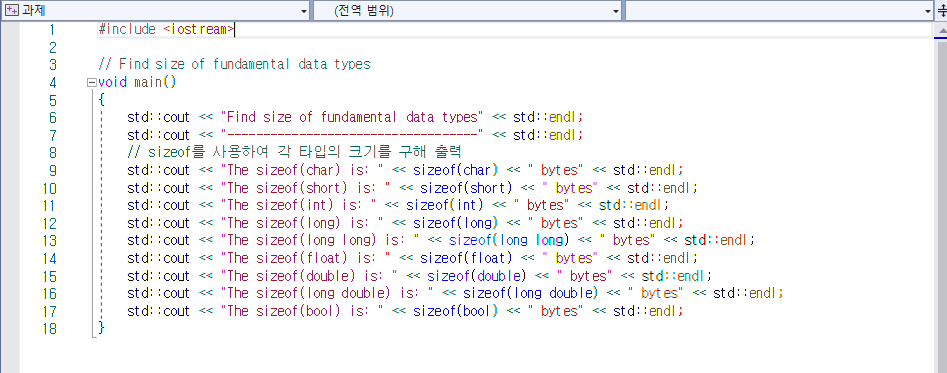 과제 (전역 범위)
1 #include <iostream>
2
3 // Find size of fundamental data types
4 void main()
5 {
6 std::cout << "Find size of fundamental data types" << std::endl;
7 std::cout << "-----------------------------------" << std::endl;
8 // sizeof를 사용하여 각 타입의 크기를 구해 출력
9 std::cout << "The sizeof(char) is: " << sizeof(char) << " bytes" << std::endl;
10 std::cout << "The sizeof(short) is: " << sizeof(short) << " bytes" << std::endl;
11 std::cout << "The sizeof(int) is: " << sizeof(int) << " bytes" << std::endl;
12 std::cout << "The sizeof(long) is: " << sizeof(long) << " bytes" << std::endl;
13 std::cout << "The sizeof(long long) is: " << sizeof(long long) << " bytes" << std::endl;
14 std::cout << "The sizeof(float) is: " << sizeof(float) << " bytes" << std::endl;
15 std::cout << "The sizeof(double) is: " << sizeof(double) << " bytes" << std::endl;
16 std::cout << "The sizeof(long double) is: " << sizeof(long double) << " bytes" << std::endl;
17 std::cout << "The sizeof(bool) is: " << sizeof(bool) << " bytes" << std::endl;
18 }